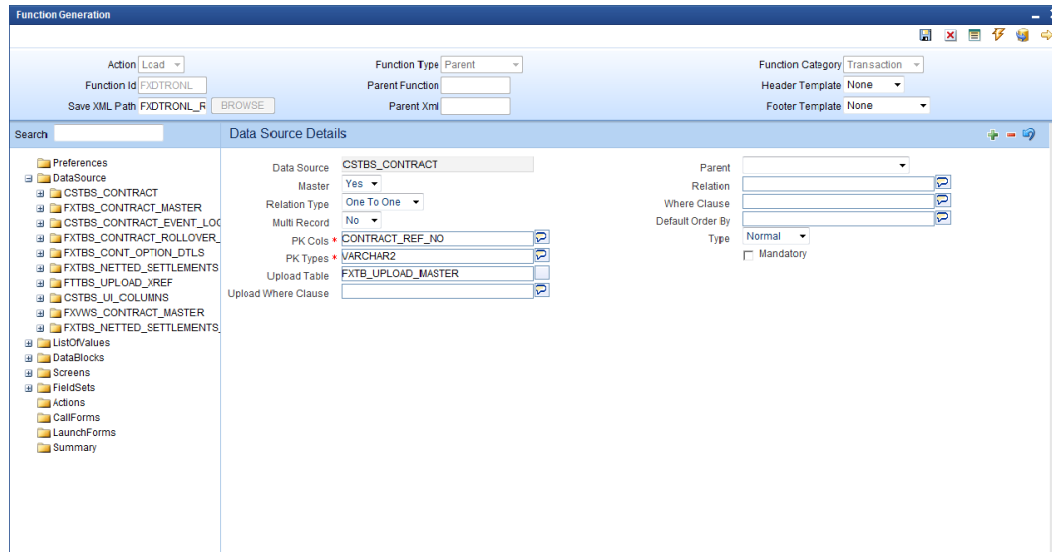 Function Generation
Action Load Function Type Parent Function Category Transaction
Function Id FXDTRONL Parent Function Header Template None
Save XML Path FXDTRONL_R BROWSE Parent Xml Footer Template None
Search
Data Source Details
Preferences
DataSource
CSTBS_CONTRACT
FXTBS_CONTRACT_MASTER
CSTBS_CONTRACT_EVENT_LOG
FXTBS_CONTRACT_ROLLOVER_
FXTBS_CONT_OPTION_DTLS
FXTBS_NETTED_SETTLEMENTS
FTTBS_UPLOAD_XREF
CSTBS_UI_COLUMNS
FXVWS_CONTRACT_MASTER
FXTBS_NETTED_SETTLEMENTS_
ListOfValues
DataBlocks
Screens
FieldSets
Actions
CallForms
LaunchForms
Summary
Data Source CSTBS_CONTRACT
Master Yes
Relation Type One To One
Multi Record No
PK Cols * CONTRACT_REF_NO
PK Types * VARCHAR2
Upload Table FXTB_UPLOAD_MASTER
Upload Where Clause
Parent
Relation
Where Clause
Default Order By
Type Normal
Mandatory